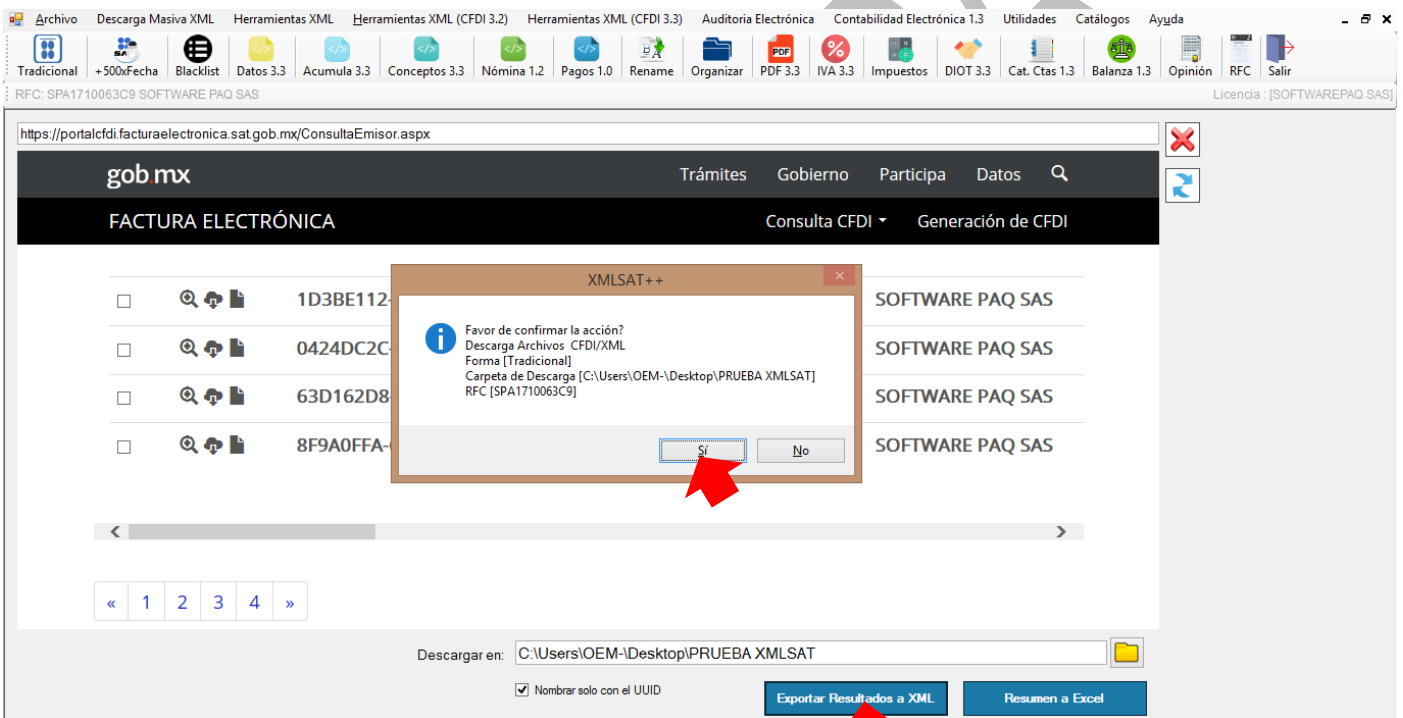 Archivo Descarga Masiva XML Herramientas XML Herramientas XML (CFDI 3.2) Herramientas XML (CFDI 3.3) Auditoria Electrónica Contabilidad Electrónica 1.3 Utilidades Catálogos Ayuda
Tradicional +500xFecha Blacklist Datos 3.3 Acumula 3.3 Conceptos 3.3 Nómina 1.2 Pagos 1.0 Rename Organizar PDF 3.3 IVA 3.3 Impuestos DIOT 3.3 Cat. Ctas 1.3 Balanza 1.3 Opinión RFC Salir
RFC: SPA1710063C9 SOFTWARE PAQ SAS Licencia : [SOFTWAREPAQ SAS]
https://portalcfdi.facturaelectronica.sat.gob.mx/ConsultaEmisor.aspx
gob.mx Trámites Gobierno Participa Datos
FACTURA ELECTRÓNICA Consulta CFDI Generación de CFDI
XMLSAT++
1D3BE112- SOFTWARE PAQ SAS
Favor de confirmar la acción?
Descarga Archivos CFDI/XML
0424DC2C- SOFTWARE PAQ SAS
Forma [Tradicional]
Carpeta de Descarga [C:\Users\OEM-\Desktop\PRUEBA XMLSAT]
RFC [SPA1710063C9]
63D162D8- SOFTWARE PAQ SAS
8F9A0FFA- SOFTWARE PAQ SAS
Sí No
« 1 2 3 4 »
Descargar en: C:\Users\OEM-\Desktop\PRUEBA XMLSAT
Nombrar solo con el UUID Exportar Resultados a XML Resumen a Excel